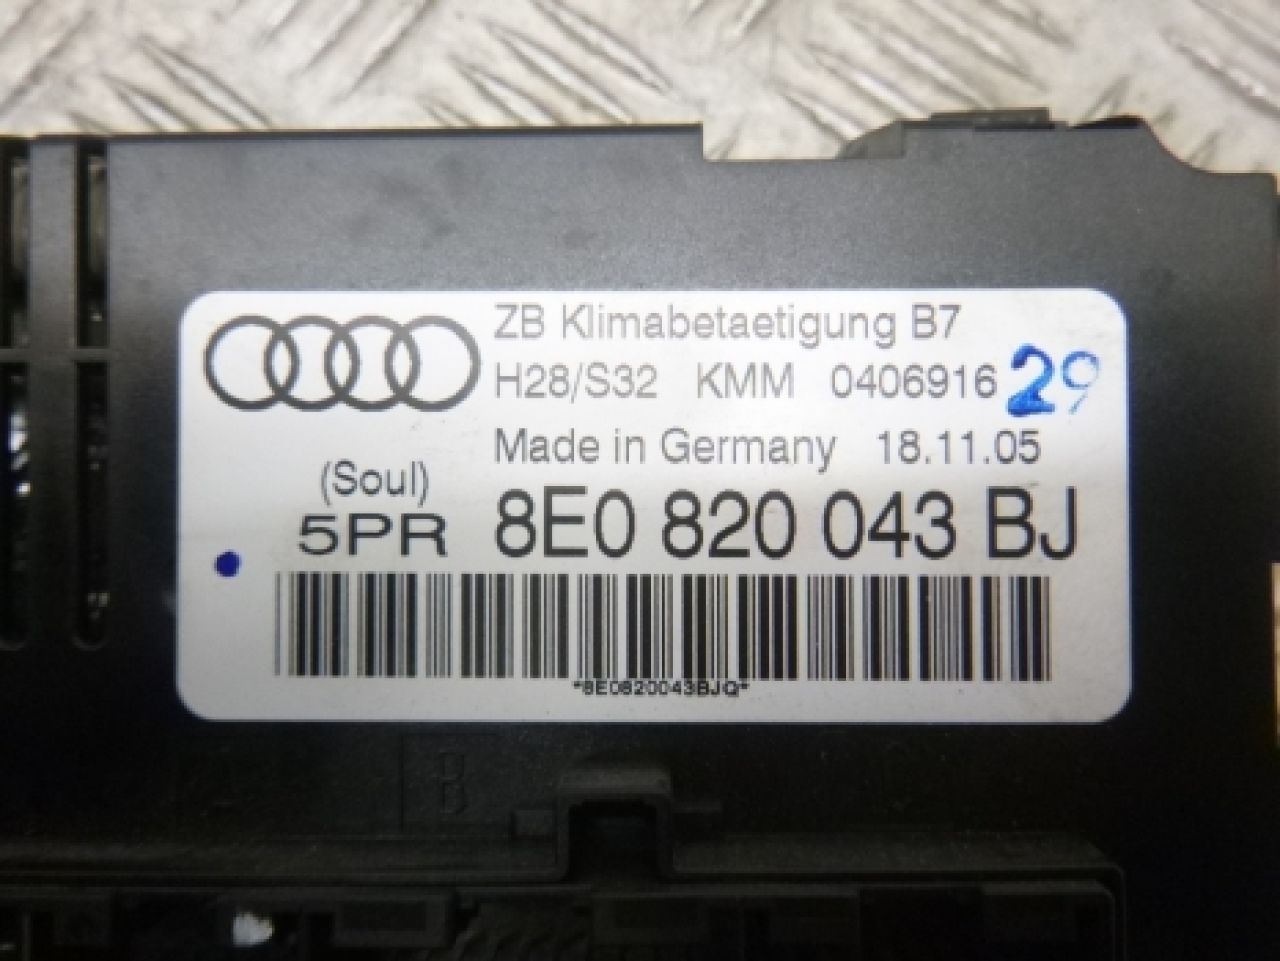 ZB Klimabetaetigung B7
H28/S32 KMM 0406916 29
Made in Germany 18.11.05
(Soul)
5PR 8E0 820 043 BJ
*8E0820043BJQ*
B